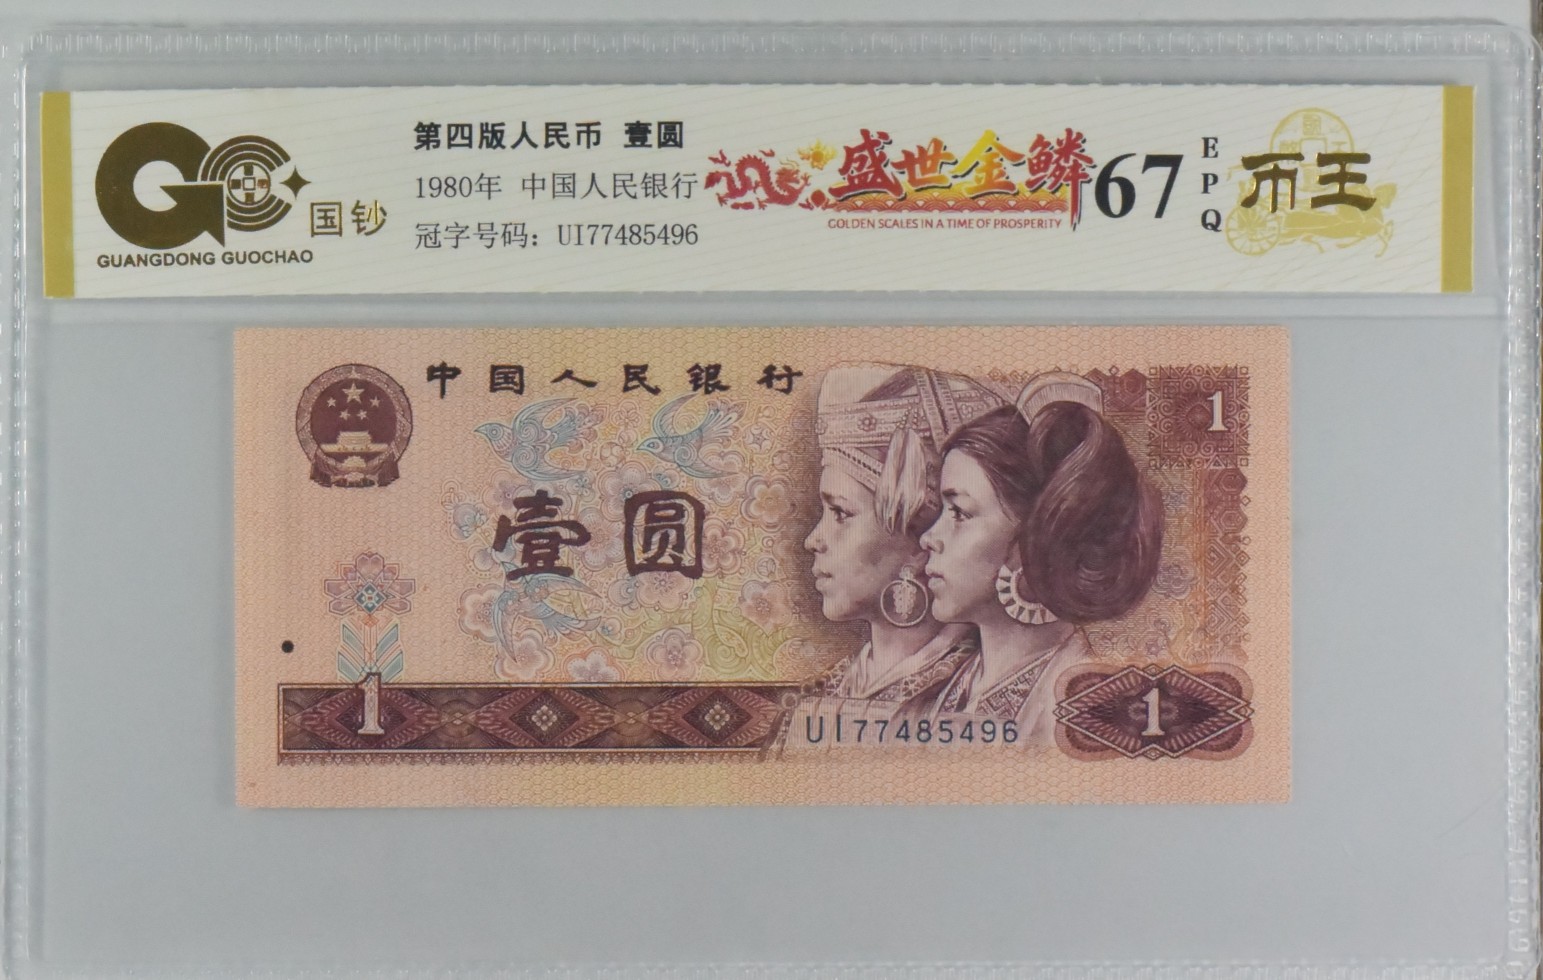 国钞
GUANGDONG GUOCHAO
第四版人民币 壹圆
1980年 中国人民银行
冠字号码：UI77485496
盛世金鳞
GOLDEN SCALES IN A TIME OF PROSPERITY
67
EPQ
币王
中国人民银行
1
壹圆
1
UI77485496
1